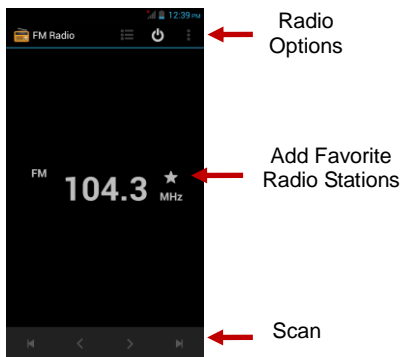 12:39 PM
FM Radio
Radio
Options
FM
104.3
MHz
Add Favorite
Radio Stations
Scan